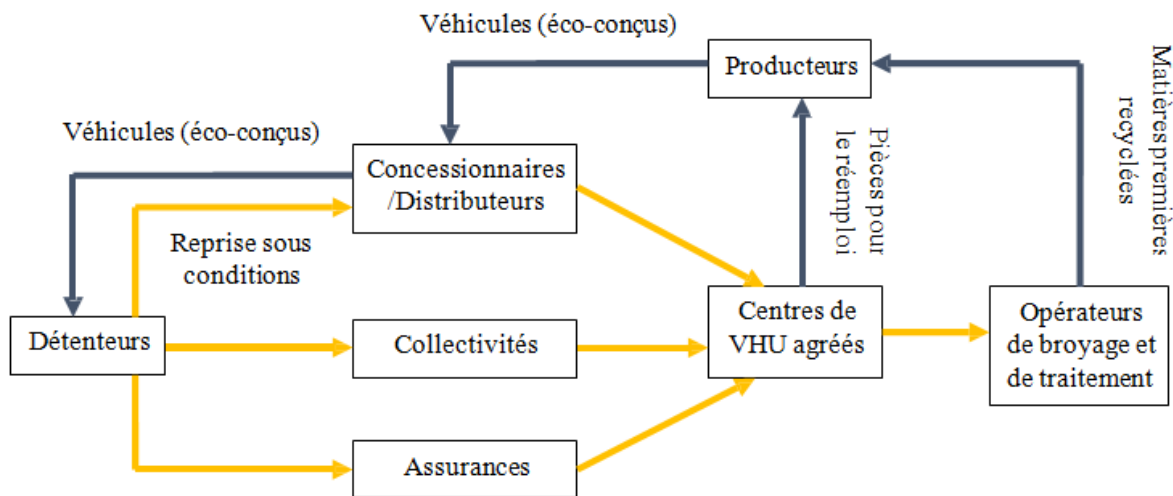 Véhicules (éco-conçus)
Producteurs
Matières premières
recyclées
Véhicules (éco-conçus)
Concessionnaires
/Distributeurs
Pièces pour
le réemploi
Reprise sous
conditions
Détenteurs
Collectivités
Centres de
VHU agréés
Opérateurs
de broyage et
de traitement
Assurances